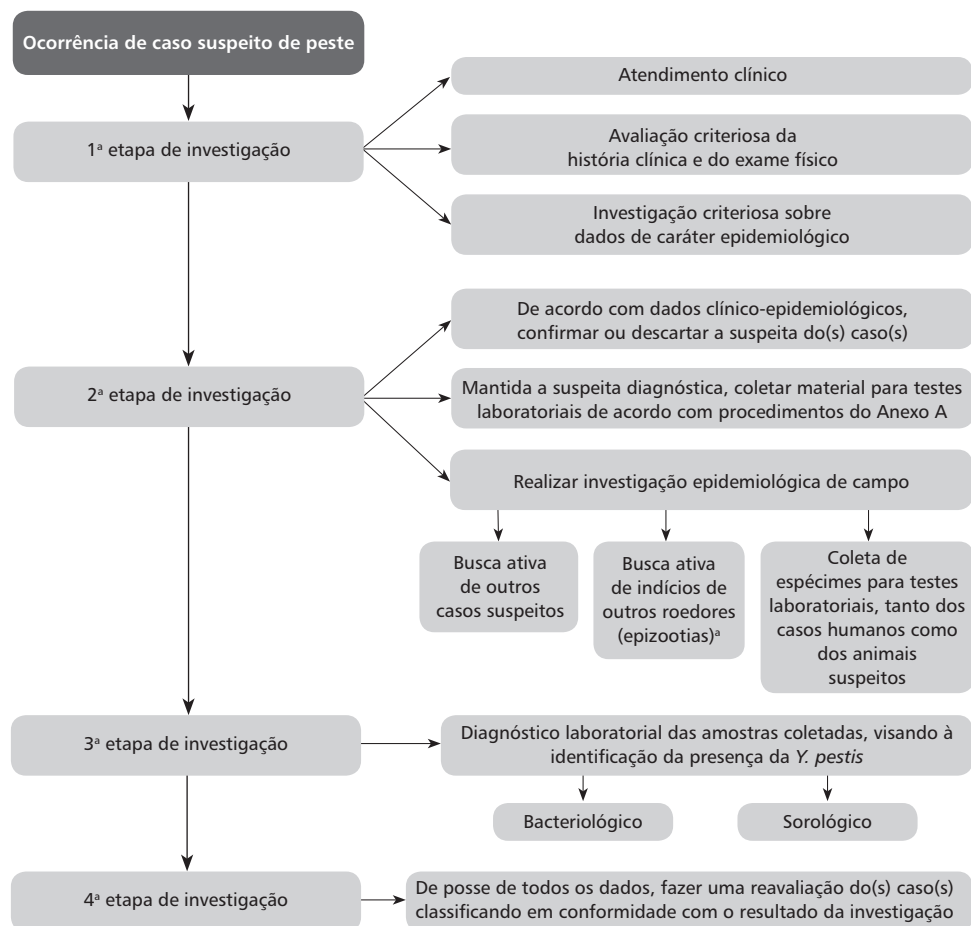 Ocorrência de caso suspeito de peste
1ª etapa de investigação
Atendimento clínico
Avaliação criteriosa da
história clínica e do exame físico
Investigação criteriosa sobre
dados de caráter epidemiológico
2ª etapa de investigação
De acordo com dados clínico-epidemiológicos,
confirmar ou descartar a suspeita do(s) caso(s)
Mantida a suspeita diagnóstica, coletar material para testes
laboratoriais de acordo com procedimentos do Anexo A
Realizar investigação epidemiológica de campo
Busca ativa
de outros
casos suspeitos
Busca ativa
de indícios de
outros roedores
(epizootias)ª
Coleta de
espécimes para testes
laboratoriais, tanto dos
casos humanos como
dos animais
suspeitos
3ª etapa de investigação
Diagnóstico laboratorial das amostras coletadas, visando à
identificação da presença da Y. pestis
Bacteriológico
Sorológico
4ª etapa de investigação
De posse de todos os dados, fazer uma reavaliação do(s) caso(s)
classificando em conformidade com o resultado da investigação